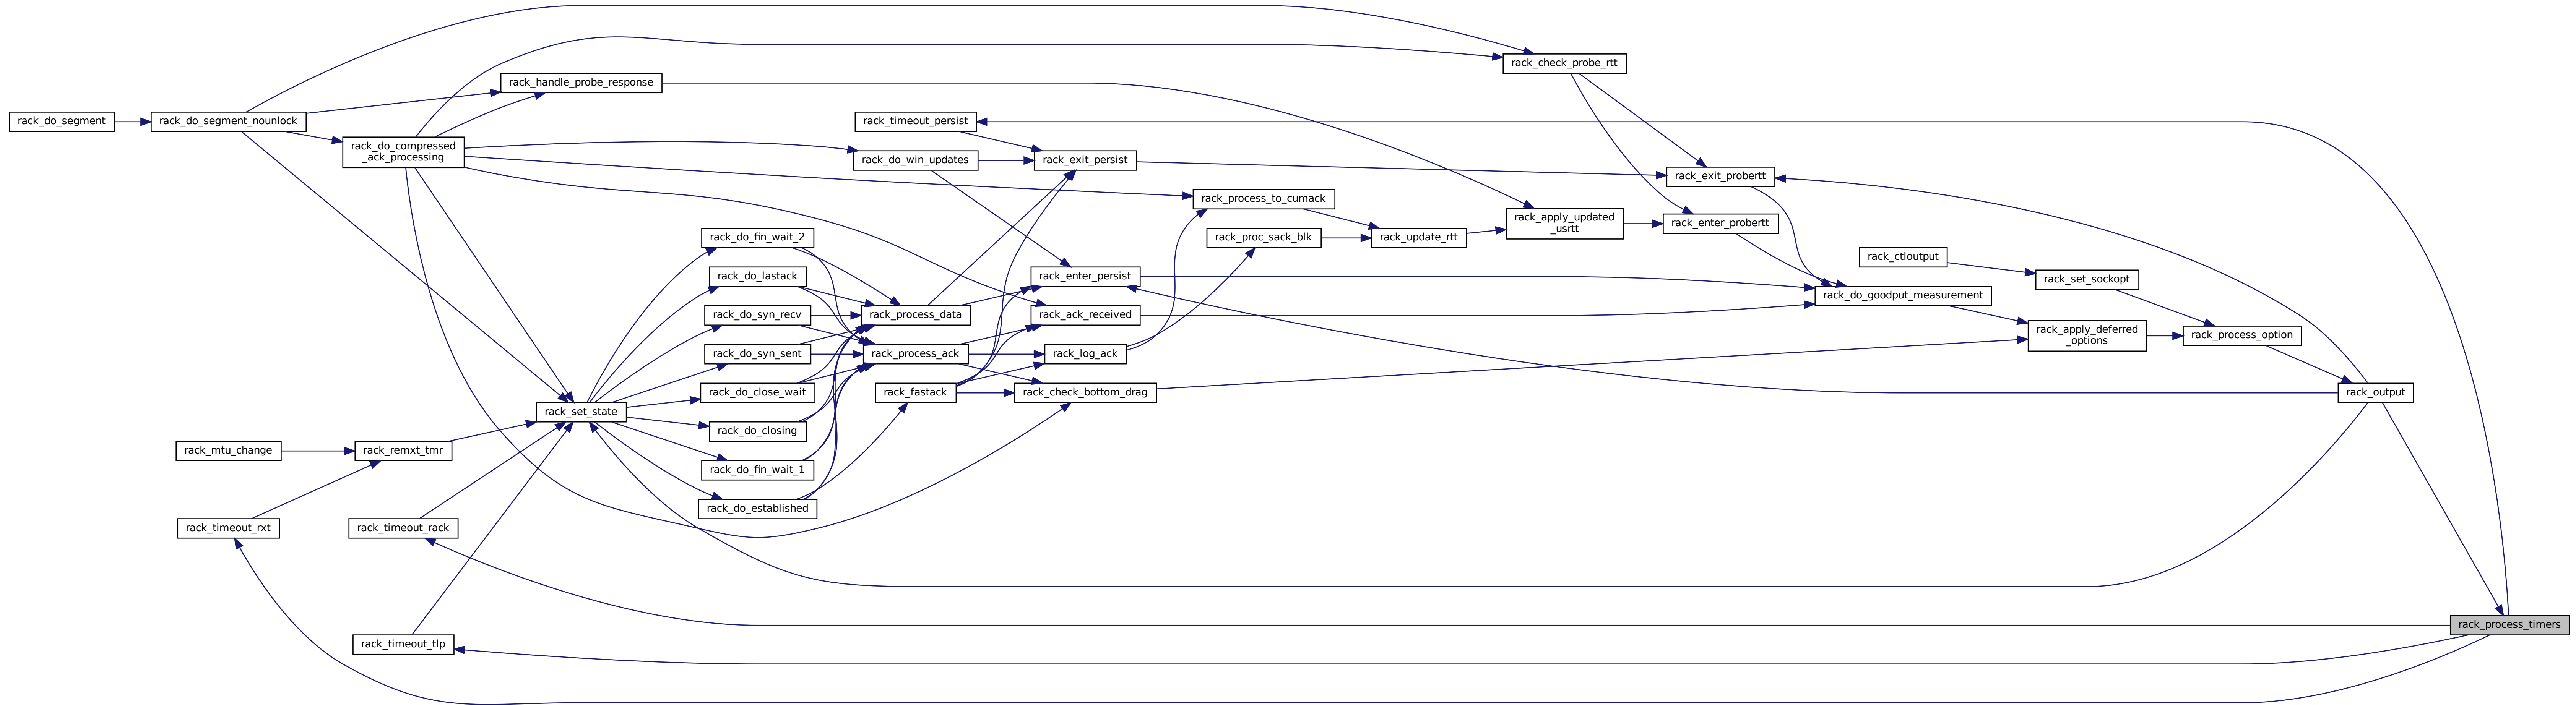 rack_check_probe_rtt
rack_handle_probe_response
rack_do_segment
rack_do_segment_nounlock
rack_timeout_persist
rack_do_compressed
_ack_processing
rack_do_win_updates
rack_exit_persist
rack_exit_probertt
rack_process_to_cumack
rack_apply_updated
_usrtt
rack_enter_probertt
rack_do_fin_wait_2
rack_proc_sack_blk
rack_update_rtt
rack_ctloutput
rack_do_lastack
rack_enter_persist
rack_set_sockopt
rack_do_goodput_measurement
rack_do_syn_recv
rack_process_data
rack_ack_received
rack_apply_deferred
_options
rack_process_option
rack_do_syn_sent
rack_process_ack
rack_log_ack
rack_do_close_wait
rack_fastack
rack_check_bottom_drag
rack_output
rack_set_state
rack_do_closing
rack_mtu_change
rack_remxt_tmr
rack_do_fin_wait_1
rack_do_established
rack_timeout_rxt
rack_timeout_rack
rack_process_timers
rack_timeout_tlp